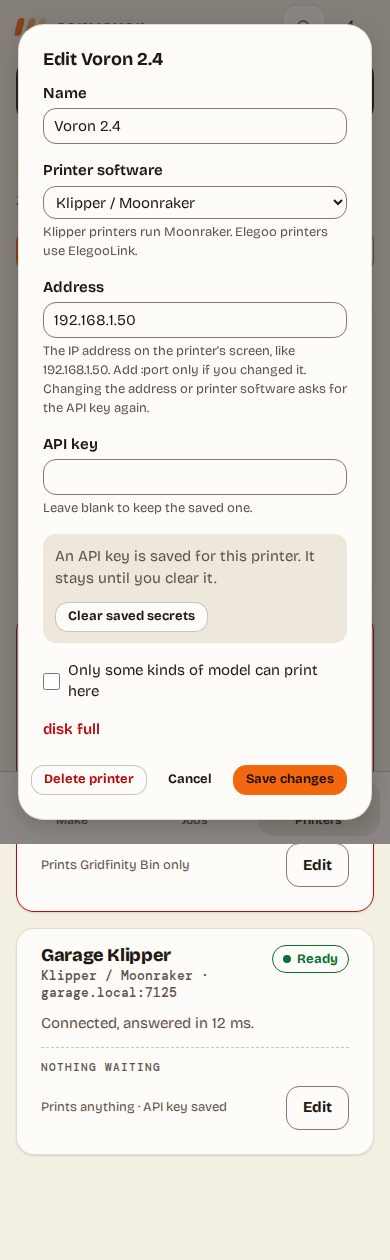 Edit Voron 2.4
Name
Voron 2.4
Printer software
Klipper / Moonraker
Klipper printers run Moonraker. Elegoo printers
use ElegooLink.
Address
192.168.1.50
The IP address on the printer's screen, like
192.168.1.50. Add :port only if you changed it.
Changing the address or printer software asks for
the API key again.
API key
Leave blank to keep the saved one.
An API key is saved for this printer. It
stays until you clear it.
Clear saved secrets
Only some kinds of model can print
here
disk full
Delete printer Cancel Save changes
Make Jobs Printers
Prints Gridfinity Bin only Edit
Garage Klipper Ready
Klipper / Moonraker ·
garage.local:7125
Connected, answered in 12 ms.
NOTHING WAITING
Prints anything · API key saved Edit